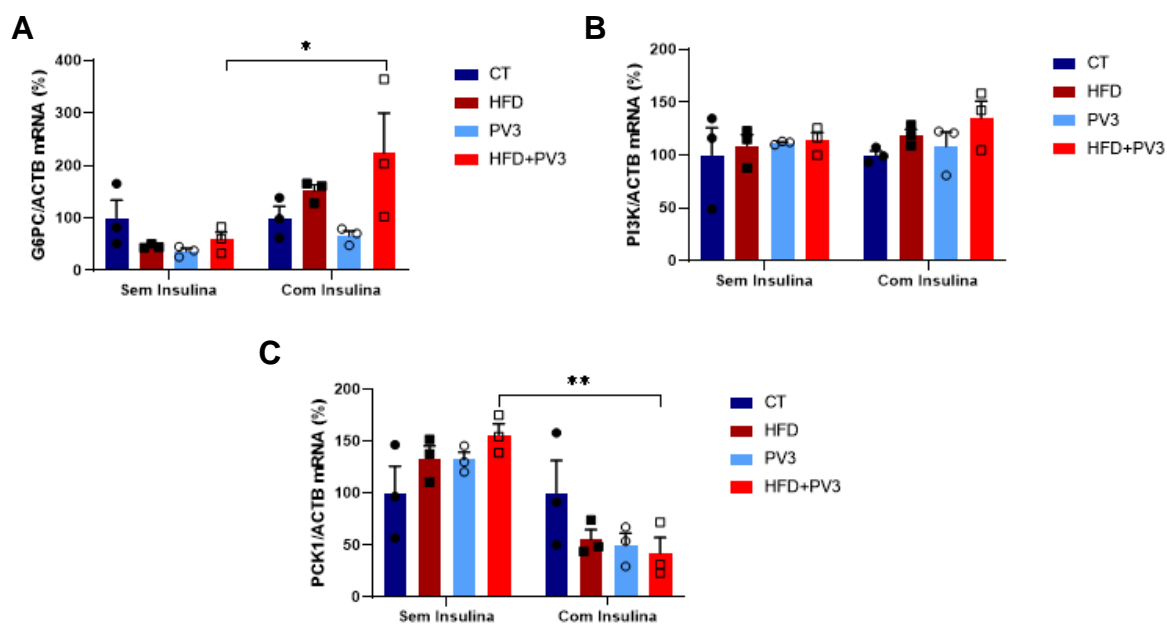 A
G6PC/ACTB mRNA (%)
400
300
200
100
0
*
Sem Insulina
Com Insulina
CT
HFD
PV3
HFD+PV3
B
PI3K/ACTB mRNA (%)
200
150
100
50
0
Sem Insulina
Com Insulina
CT
HFD
PV3
HFD+PV3
C
PCK1/ACTB mRNA (%)
200
150
100
50
0
**
Sem Insulina
Com Insulina
CT
HFD
PV3
HFD+PV3